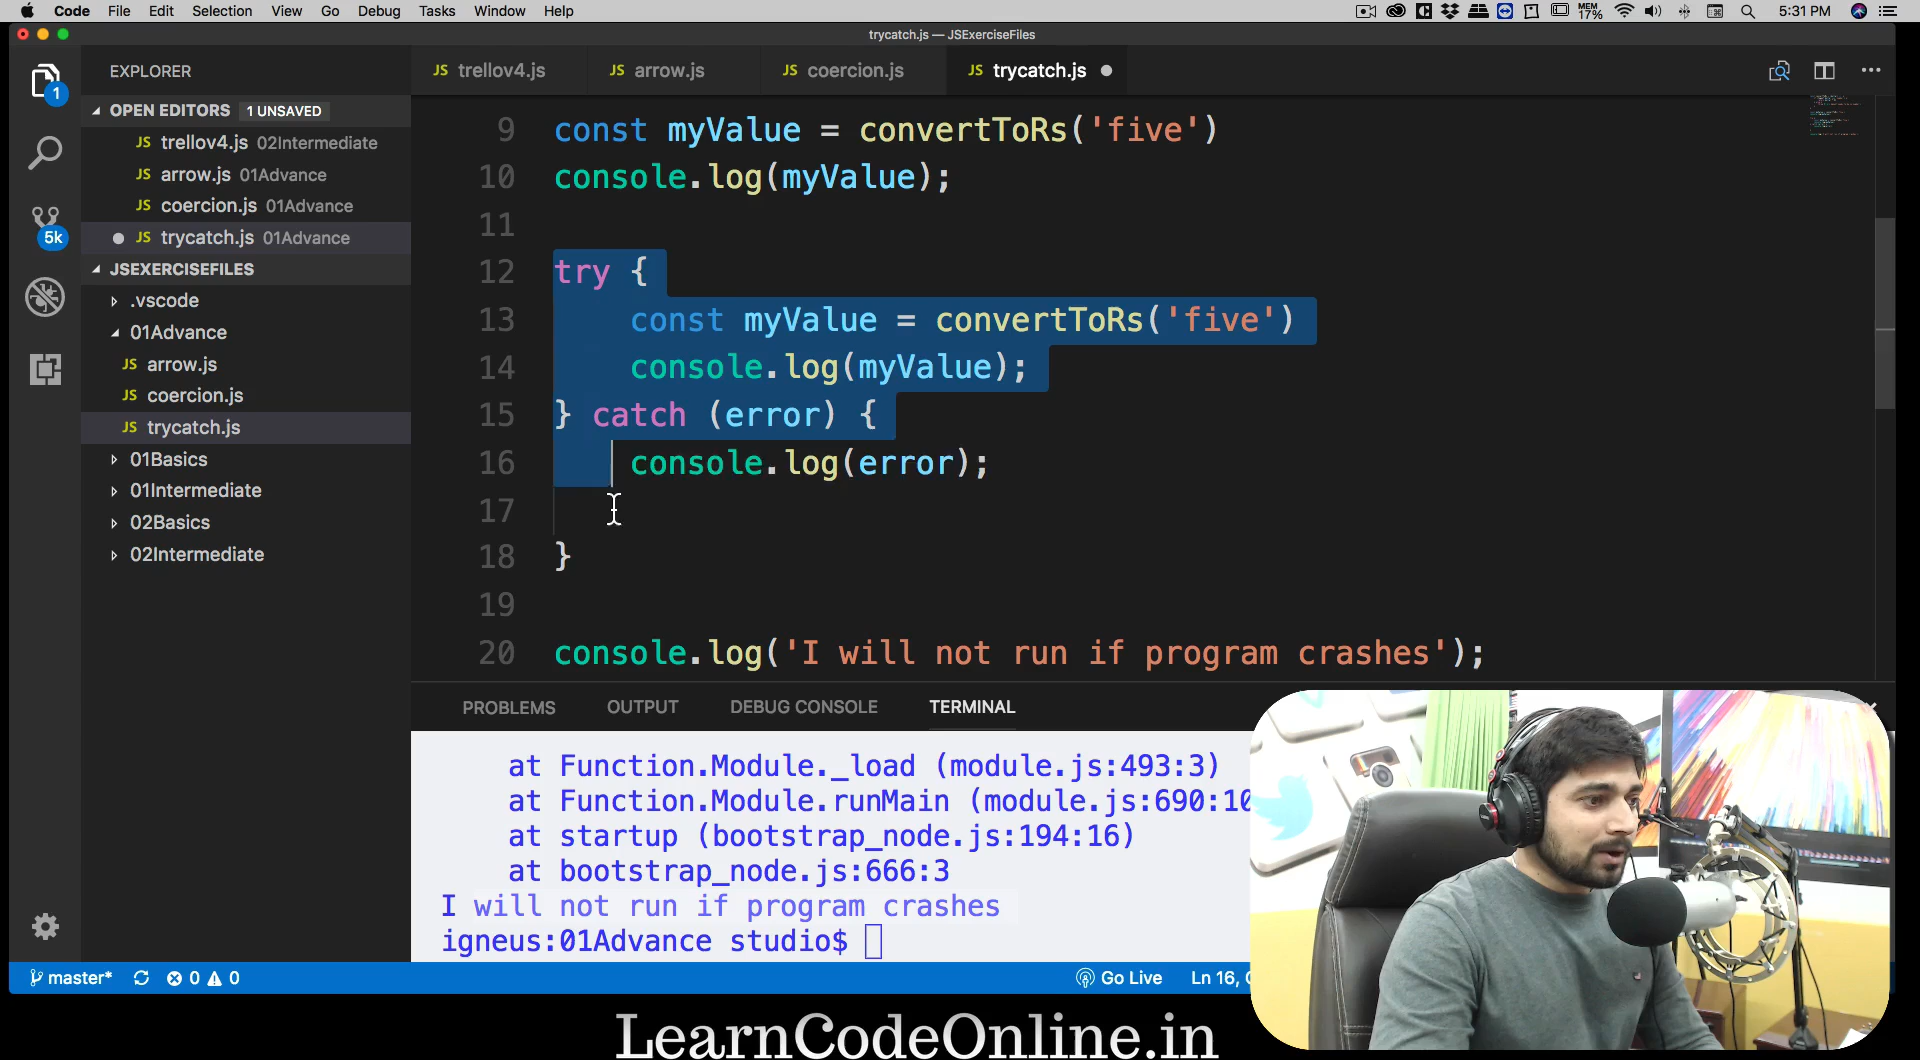 Code File Edit Selection View Go Debug Tasks Window Help MEM 17% 5:31 PM
trycatch.js — JSExerciseFiles
EXPLORER
JS trellov4.js JS arrow.js JS coercion.js JS trycatch.js
1
OPEN EDITORS 1 UNSAVED
JS trellov4.js 02Intermediate
JS arrow.js 01Advance
JS coercion.js 01Advance
JS trycatch.js 01Advance
5k
JSEXERCISEFILES
.vscode
01Advance
JS arrow.js
JS coercion.js
JS trycatch.js
01Basics
01Intermediate
02Basics
02Intermediate
9 const myValue = convertToRs('five')
10 console.log(myValue);
11
12 try {
13 const myValue = convertToRs('five')
14 console.log(myValue);
15 } catch (error) {
16 console.log(error);
17
18 }
19
20 console.log('I will not run if program crashes');
PROBLEMS OUTPUT DEBUG CONSOLE TERMINAL
at Function.Module._load (module.js:493:3)
at Function.Module.runMain (module.js:690:10
at startup (bootstrap_node.js:194:16)
at bootstrap_node.js:666:3
I will not run if program crashes
igneus:01Advance studio$
master* 0 0 Go Live Ln 16,
LearnCodeOnline.in